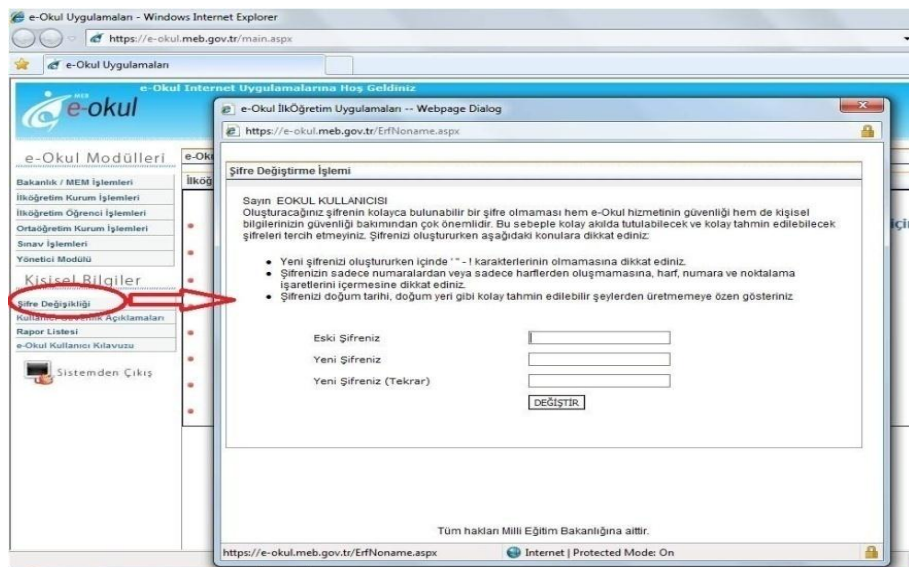 e-Okul Uygulamaları - Windows Internet Explorer
https://e-okul.meb.gov.tr/main.aspx
e-Okul Uygulamaları
e-Okul Internet Uygulamalarına Hoş Geldiniz
MEB
e-okul
e-Okul Modülleri
Bakanlık / MEM İşlemleri
İlköğretim Kurum İşlemleri
İlköğretim Öğrenci İşlemleri
Ortaöğretim Kurum İşlemleri
Sınav İşlemleri
Yönetici Modülü
Kişisel Bilgiler
Şifre Değişikliği
Kullanıcı Güvenlik Açıklamaları
Rapor Listesi
e-Okul Kullanıcı Kılavuzu
Sistemden Çıkış
e-Oku
İlköğ
içi
e-Okul İlkÖğretim Uygulamaları -- Webpage Dialog
https://e-okul.meb.gov.tr/ErfNoname.aspx
Şifre Değiştirme İşlemi
Sayın EOKUL KULLANICISI
Oluşturacağınız şifrenin kolayca bulunabilir bir şifre olmaması hem e-Okul hizmetinin güvenliği hem de kişisel
bilgilerinizin güvenliği bakımından çok önemlidir. Bu sebeple kolay akılda tutulabilecek ve kolay tahmin edilebilecek
şifreleri tercih etmeyiniz. Şifrenizi oluştururken aşağıdaki konulara dikkat ediniz:
• Yeni şifrenizi oluştururken içinde ' " - ! karakterlerinin olmamasına dikkat ediniz.
• Şifrenizin sadece numaralardan veya sadece harflerden oluşmamasına, harf, numara ve noktalama
işaretlerini içermesine dikkat ediniz.
• Şifrenizi doğum tarihi, doğum yeri gibi kolay tahmin edilebilir şeylerden üretmemeye özen gösteriniz
Eski Şifreniz
Yeni Şifreniz
Yeni Şifreniz (Tekrar)
DEĞİŞTİR
Tüm hakları Milli Eğitim Bakanlığına aittir.
https://e-okul.meb.gov.tr/ErfNoname.aspx
Internet | Protected Mode: On